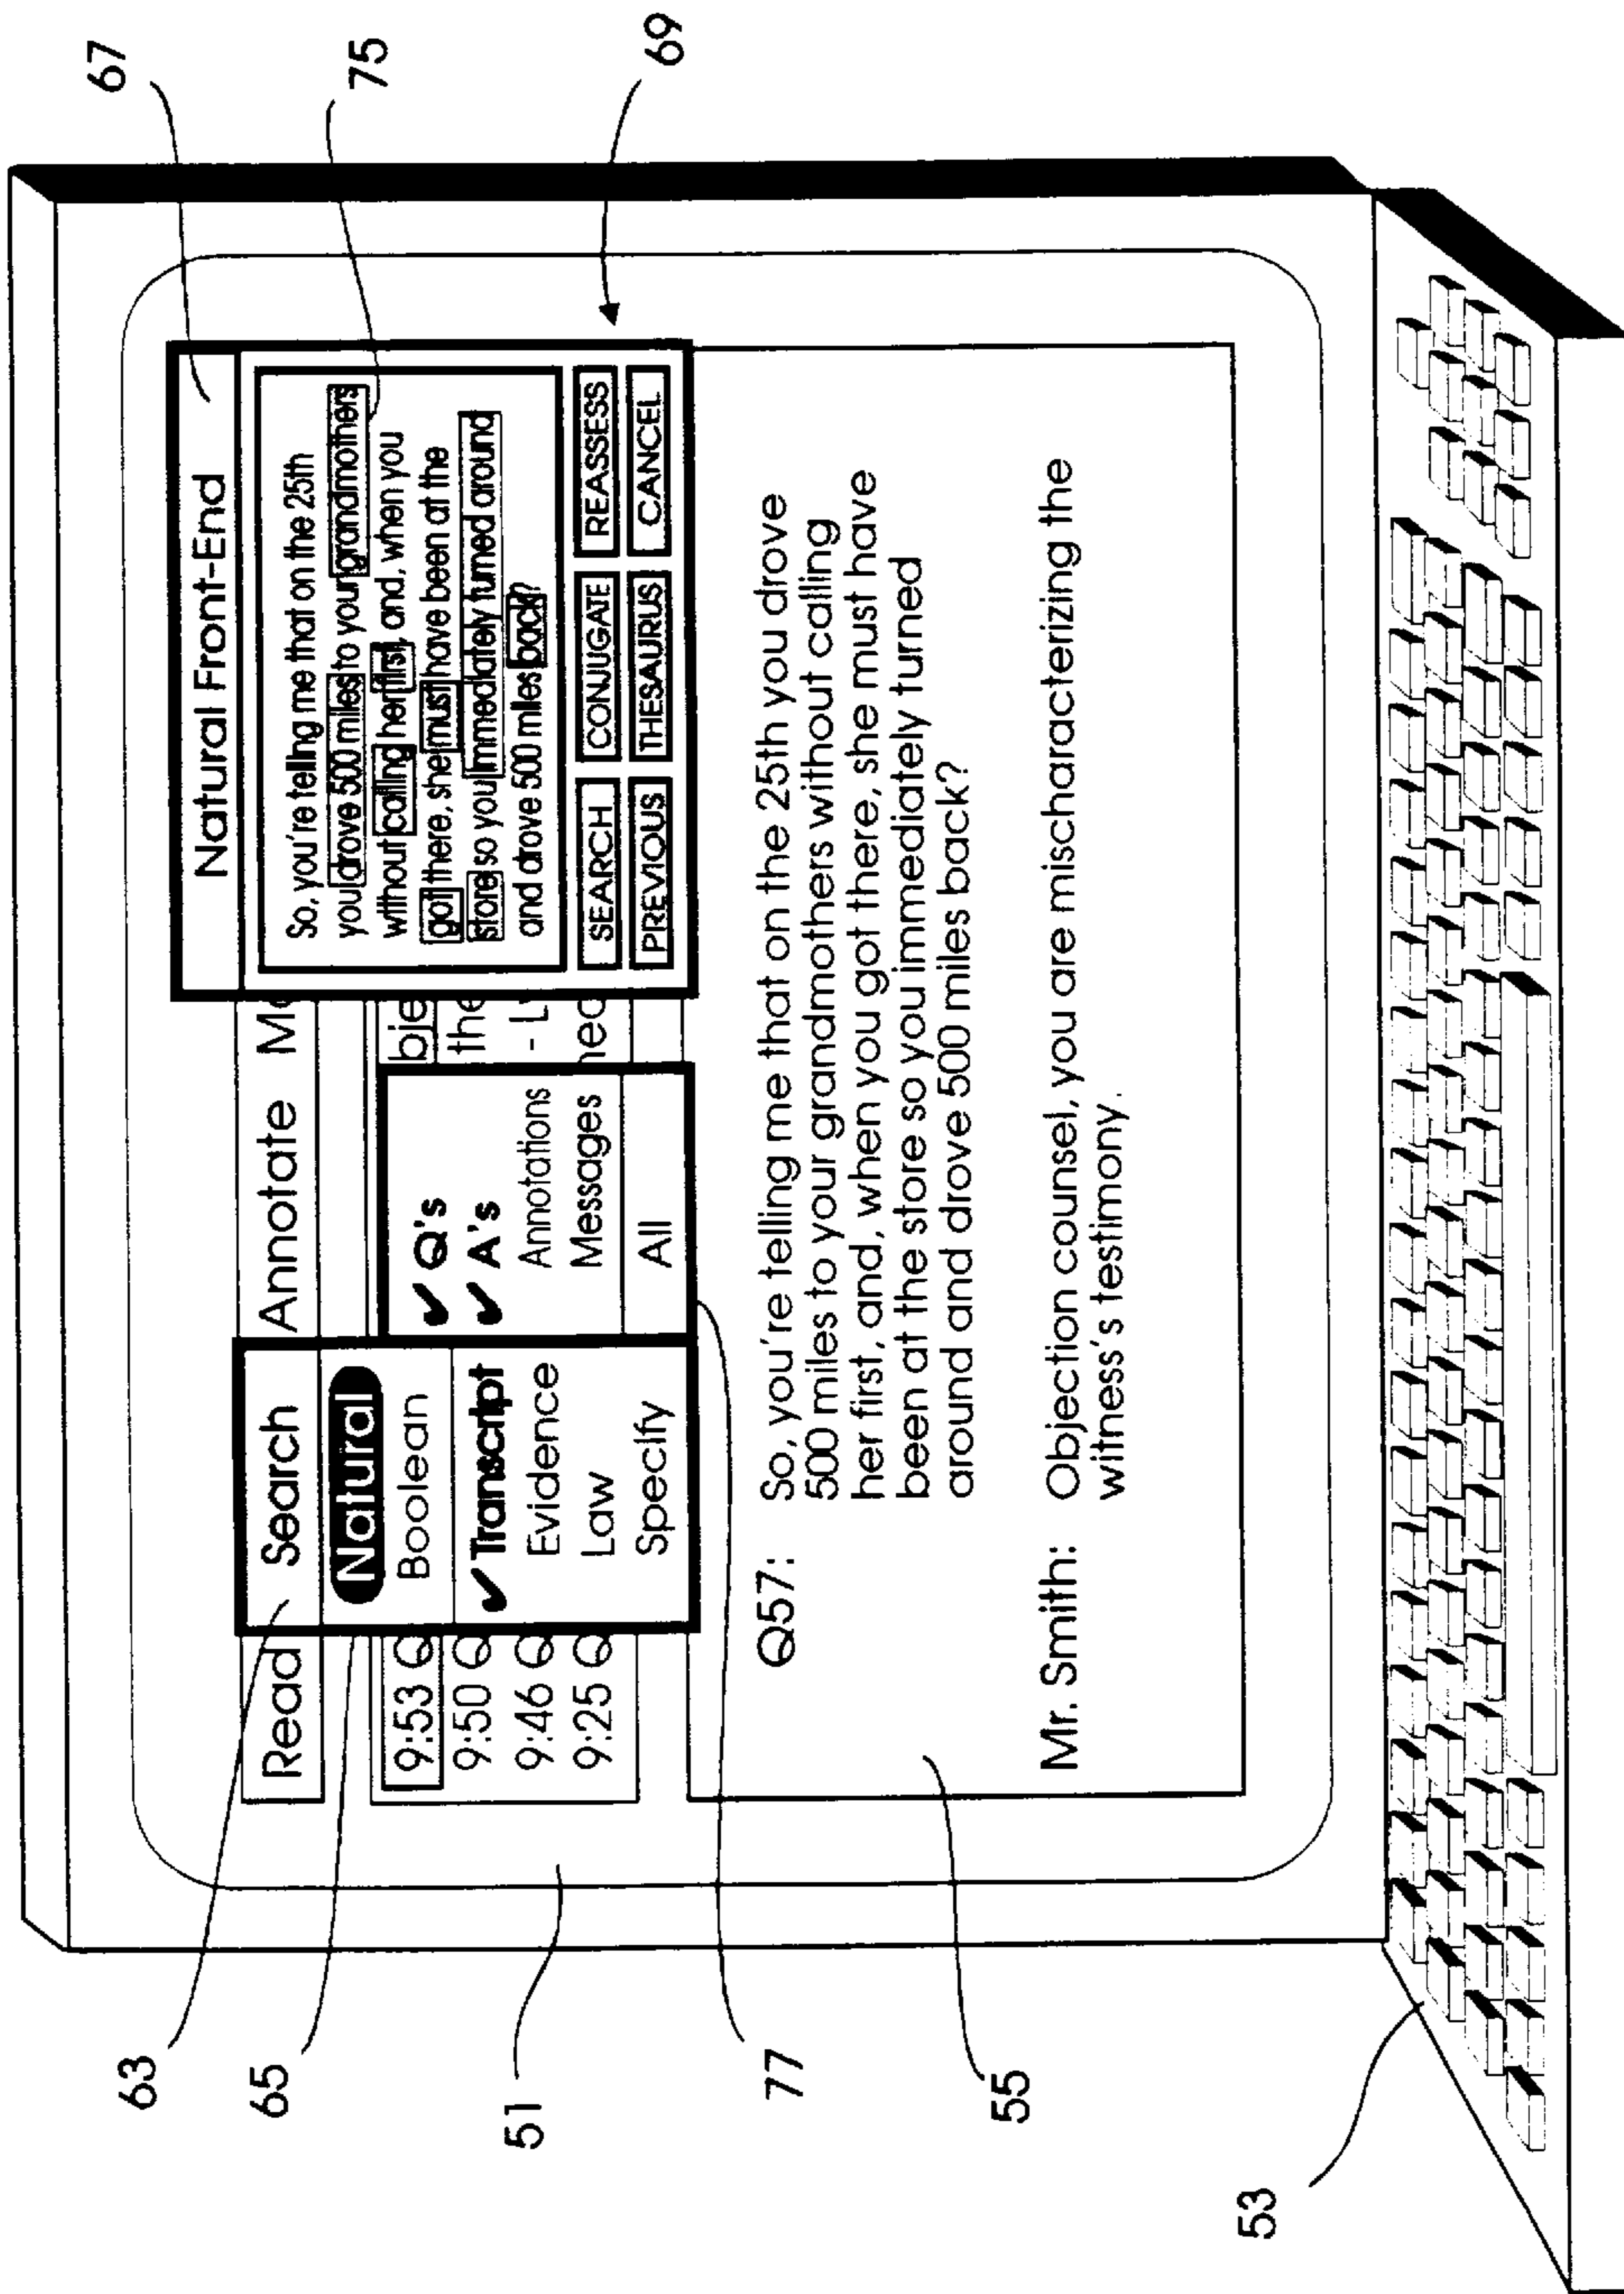 67
75
69
63
65
51
77
55
53
Read Search Annotate
Natural Front-End
Natural
Boolean
✓ Transcript
Evidence
Law
Specify
✓ Q's
✓ A's
Annotations
Messages
All
9:53 Q
9:50 Q
9:46 Q
9:25 Q
bje
the
- L
So, you're telling me that on the 25th
you drove 500 miles to your grandmothers
without calling her first, and, when you
got there, she must have been at the
store so you immediately turned around
and drove 500 miles back?
SEARCH CONJUGATE REASSESS
PREVIOUS THESAURUS CANCEL
Q57: So, you're telling me that on the 25th you drove
500 miles to your grandmothers without calling
her first, and, when you got there, she must have
been at the store so you immediately turned
around and drove 500 miles back?
Mr. Smith: Objection counsel, you are mischaracterizing the
witness's testimony.